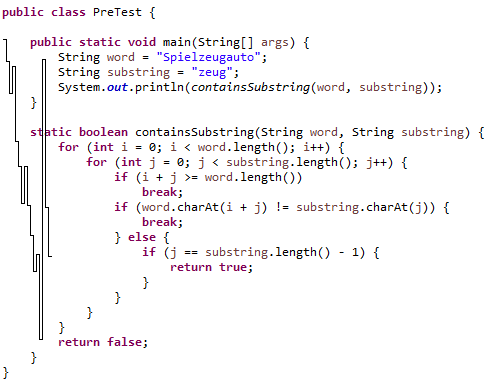 public class PreTest {
public static void main(String[] args) {
String word = "Spielzeugauto";
String substring = "zeug";
System.out.println(containsSubstring(word, substring));
}
static boolean containsSubstring(String word, String substring) {
for (int i = 0; i < word.length(); i++) {
for (int j = 0; j < substring.length(); j++) {
if (i + j >= word.length())
break;
if (word.charAt(i + j) != substring.charAt(j)) {
break;
} else {
if (j == substring.length() - 1) {
return true;
}
}
}
}
return false;
}
}